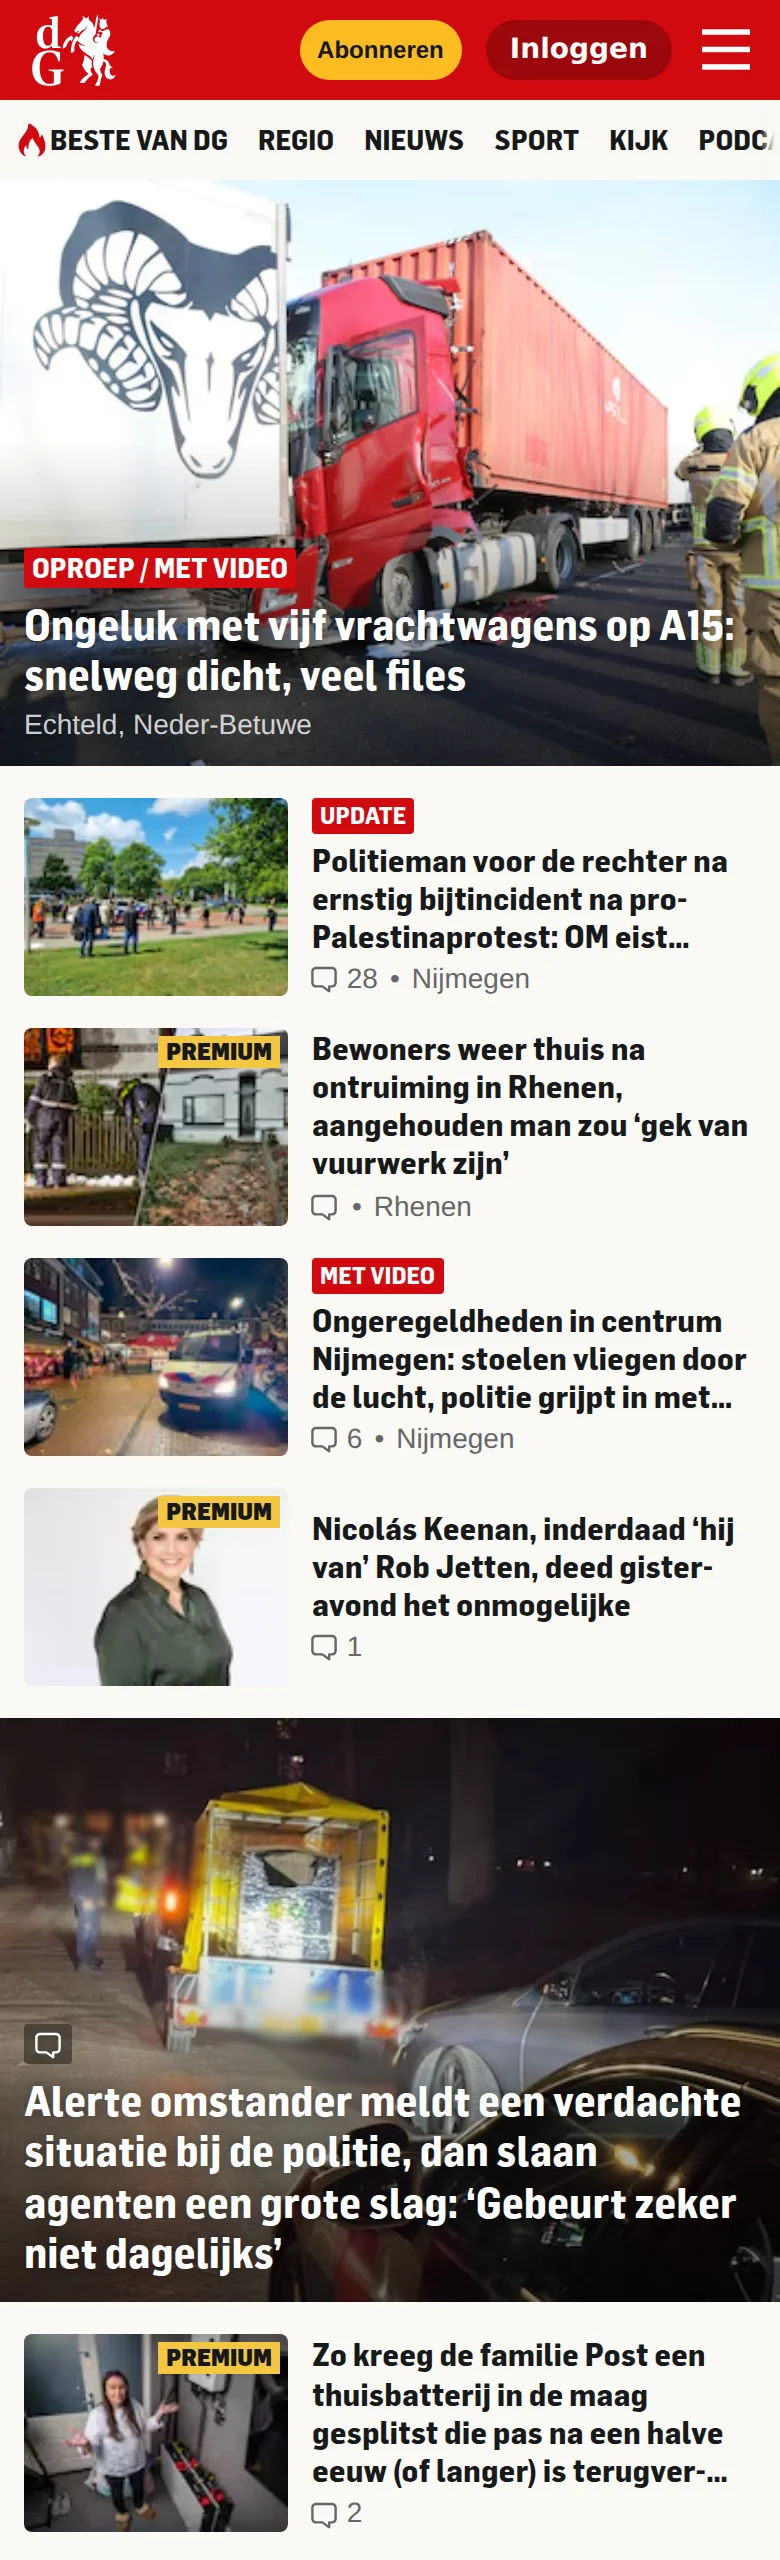 dG
Abonneren
Inloggen
BESTE VAN DG REGIO NIEUWS SPORT KIJK PODCA
OPROEP / MET VIDEO
Ongeluk met vijf vrachtwagens op A15:
snelweg dicht, veel files
Echteld, Neder-Betuwe
UPDATE
Politieman voor de rechter na
ernstig bijtincident na pro-
Palestinaprotest: OM eist...
28 • Nijmegen
PREMIUM
Bewoners weer thuis na
ontruiming in Rhenen,
aangehouden man zou ‘gek van
vuurwerk zijn’
• Rhenen
MET VIDEO
Ongeregeldheden in centrum
Nijmegen: stoelen vliegen door
de lucht, politie grijpt in met...
6 • Nijmegen
PREMIUM
Nicolás Keenan, inderdaad ‘hij
van’ Rob Jetten, deed gister-
avond het onmogelijke
1
Alerte omstander meldt een verdachte
situatie bij de politie, dan slaan
agenten een grote slag: ‘Gebeurt zeker
niet dagelijks’
PREMIUM
Zo kreeg de familie Post een
thuisbatterij in de maag
gesplitst die pas na een halve
eeuw (of langer) is terugver-...
2